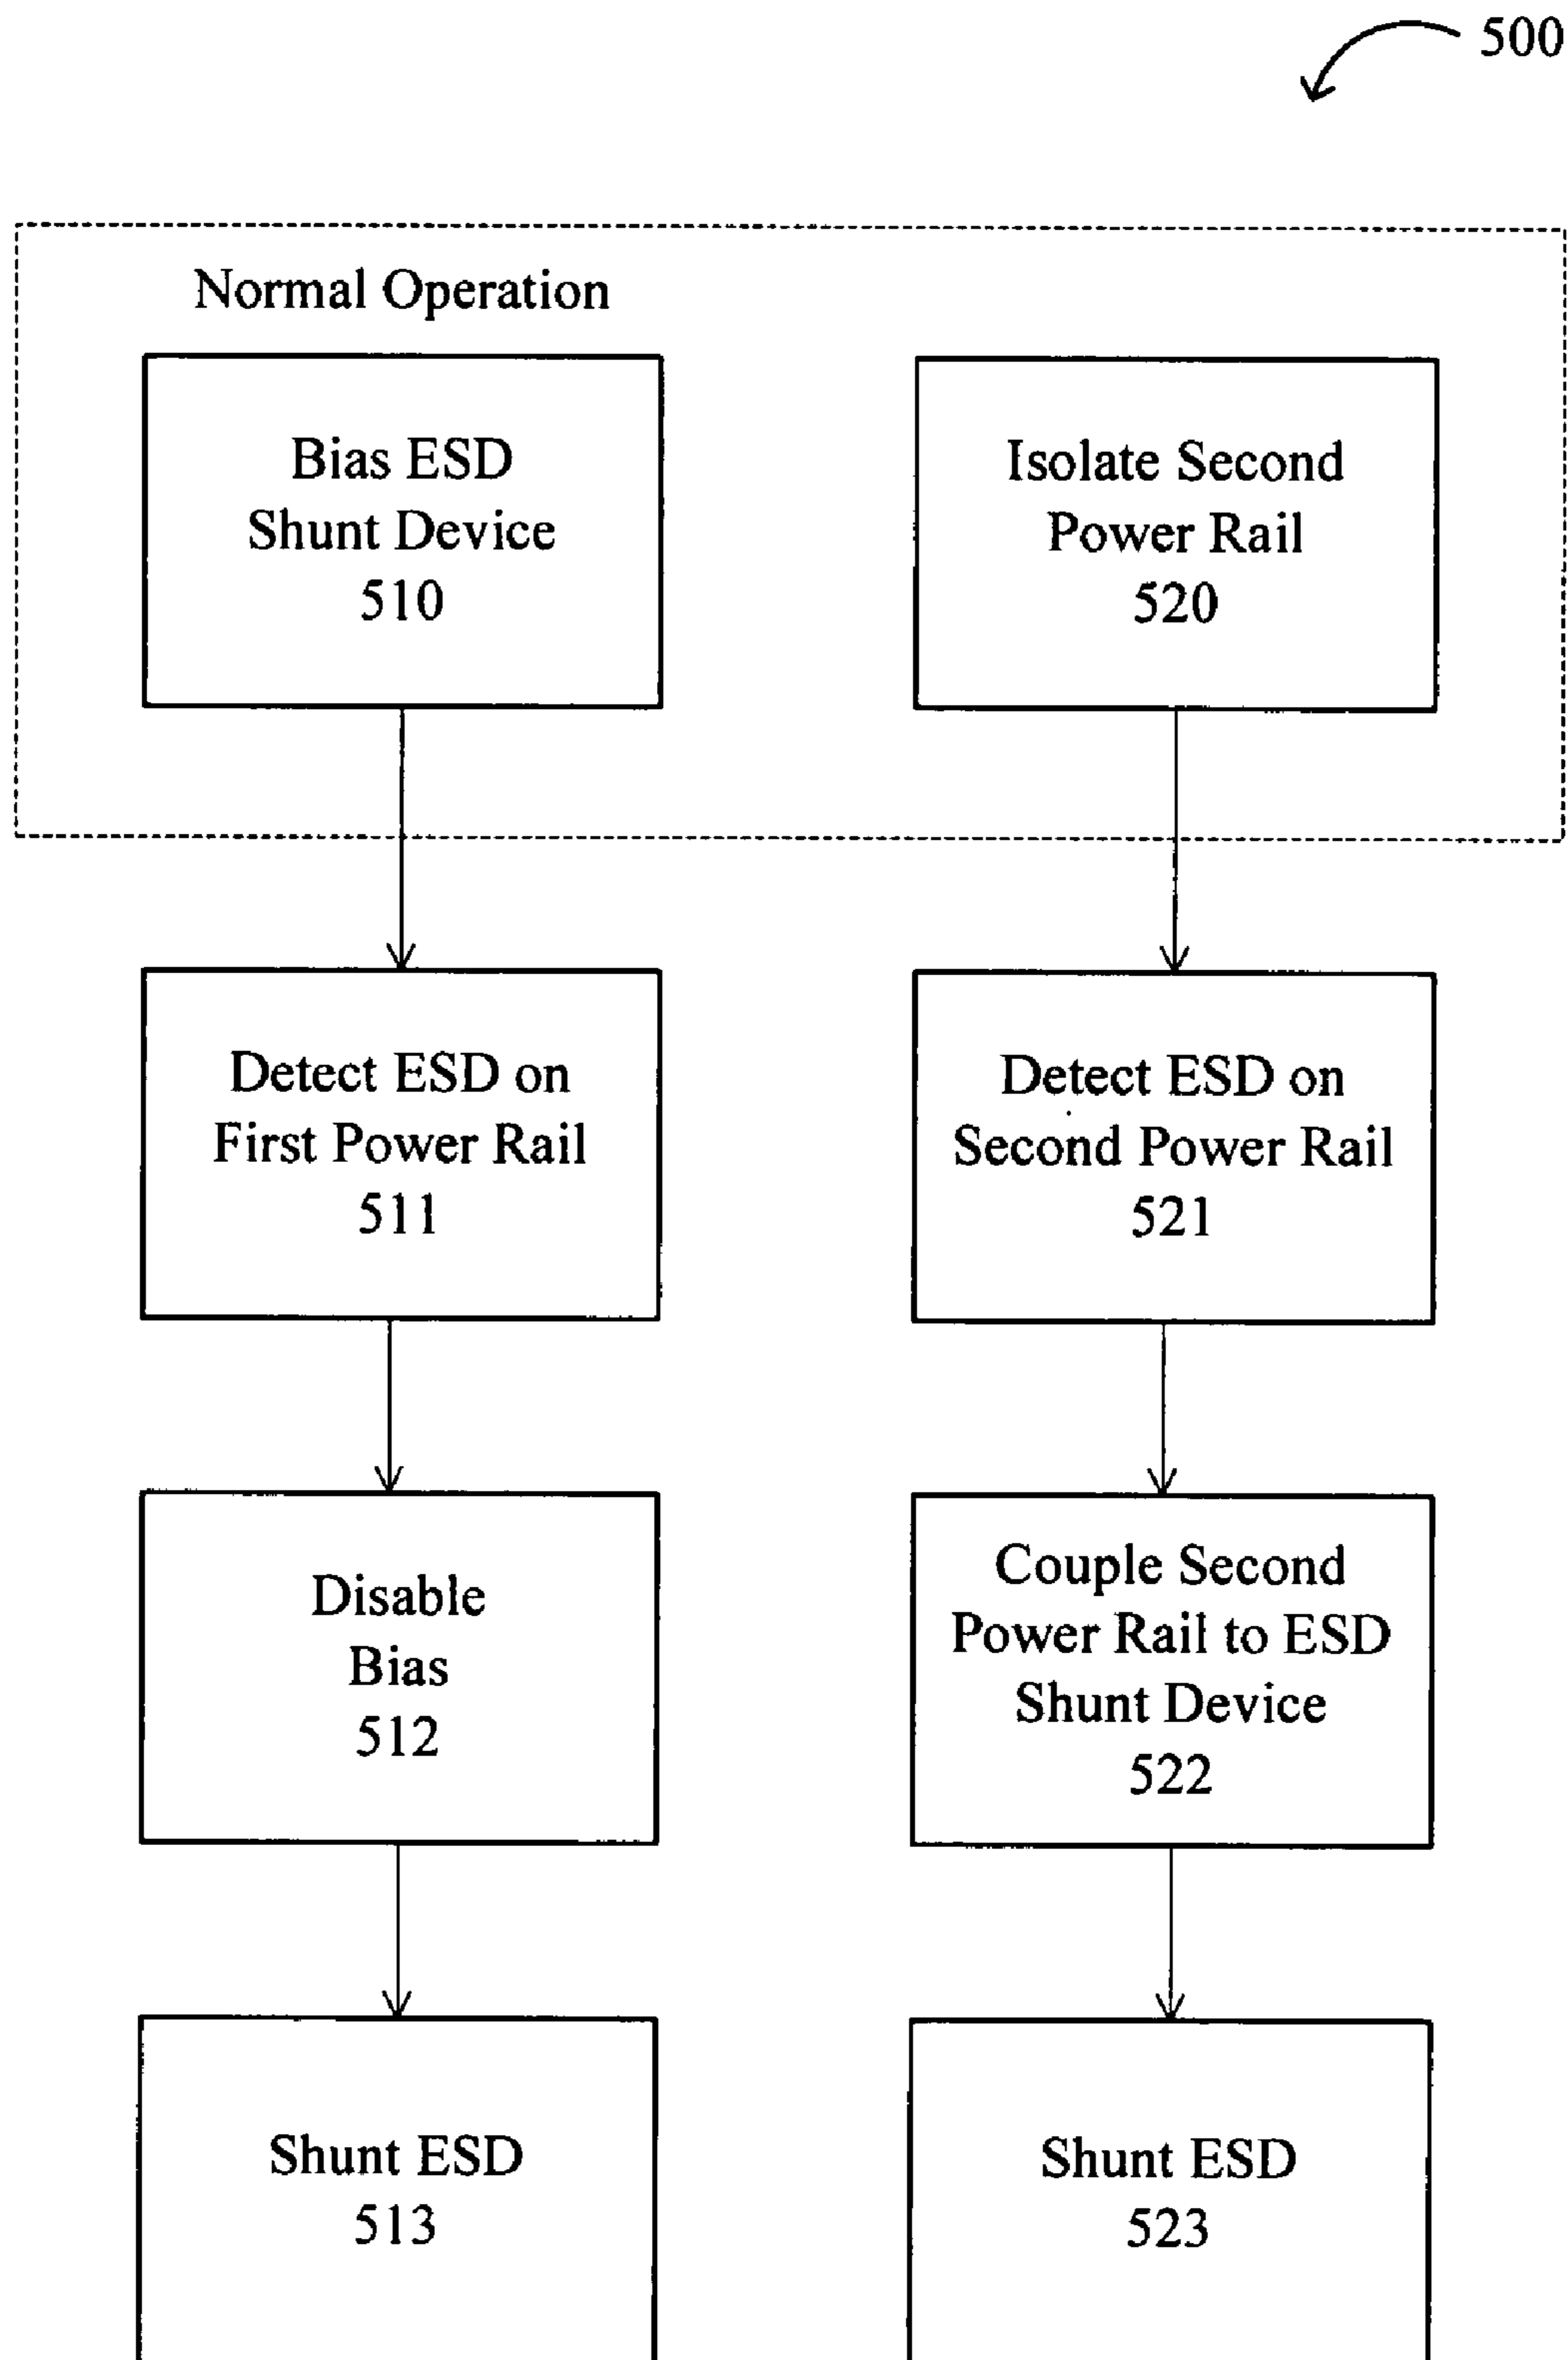 500
Normal Operation
Bias ESD
Shunt Device
510
Isolate Second
Power Rail
520
Detect ESD on
First Power Rail
511
Detect ESD on
Second Power Rail
521
Disable
Bias
512
Couple Second
Power Rail to ESD
Shunt Device
522
Shunt ESD
513
Shunt ESD
523